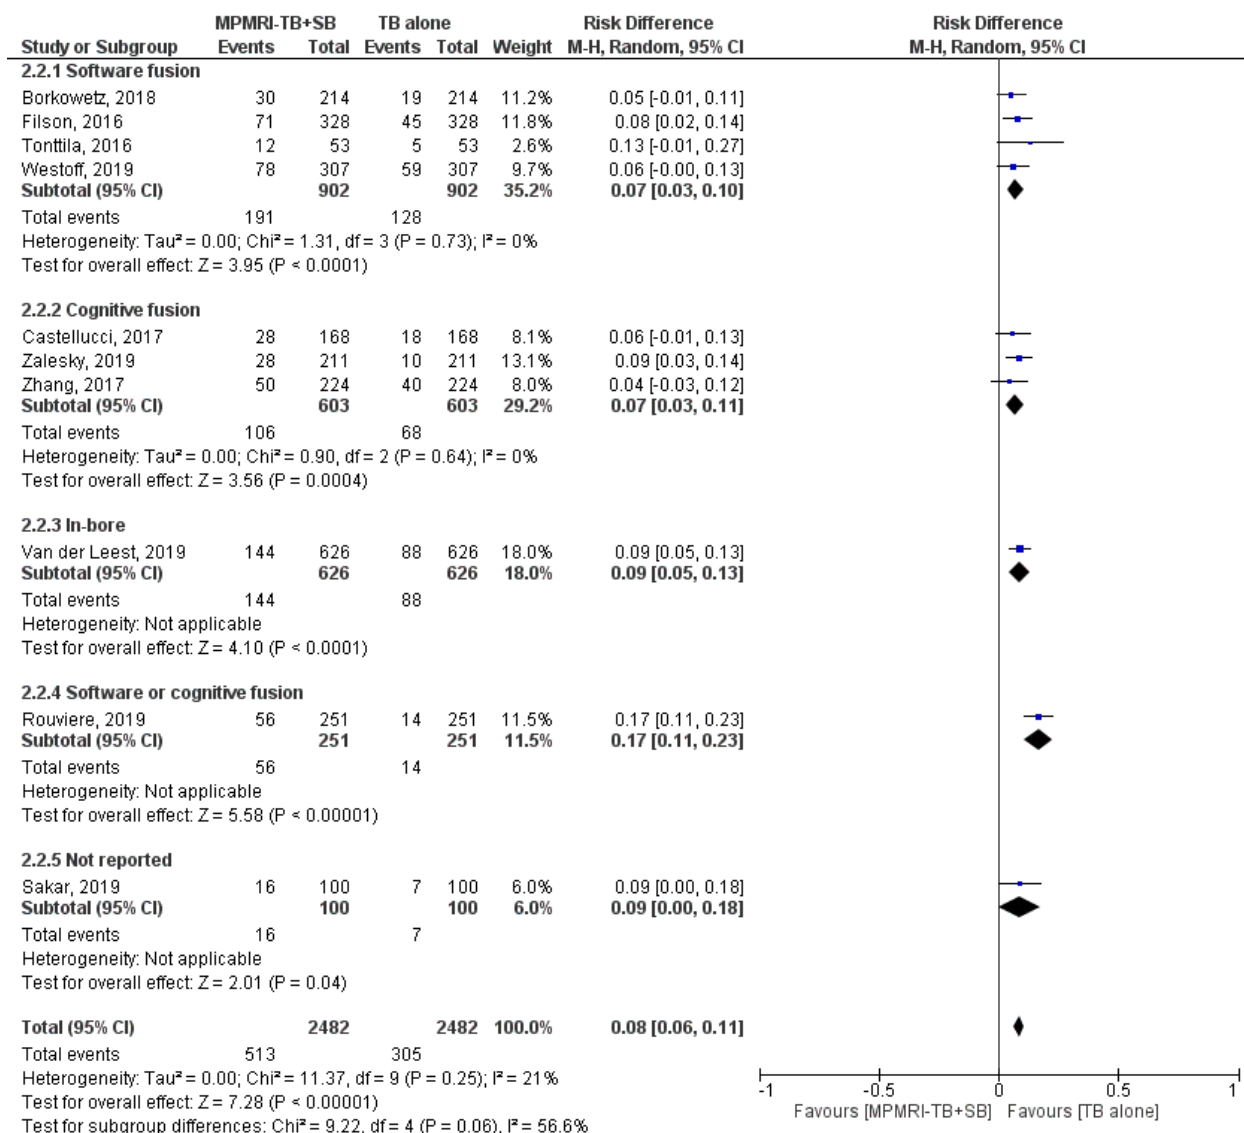 MPMRI-TB+SB TB alone Risk Difference Risk Difference
Study or Subgroup Events Total Events Total Weight M-H, Random, 95% CI M-H, Random, 95% CI
2.2.1 Software fusion
Borkowetz, 2018 30 214 19 214 11.2% 0.05 [-0.01, 0.11]
Filson, 2016 71 328 45 328 11.8% 0.08 [0.02, 0.14]
Tonttila, 2016 12 53 5 53 2.6% 0.13 [-0.01, 0.27]
Westoff, 2019 78 307 59 307 9.7% 0.06 [-0.00, 0.13]
Subtotal (95% CI) 902 902 35.2% 0.07 [0.03, 0.10]
Total events 191 128
Heterogeneity: Tau² = 0.00; Chi² = 1.31, df = 3 (P = 0.73); I² = 0%
Test for overall effect: Z = 3.95 (P < 0.0001)
2.2.2 Cognitive fusion
Castellucci, 2017 28 168 18 168 8.1% 0.06 [-0.01, 0.13]
Zalesky, 2019 28 211 10 211 13.1% 0.09 [0.03, 0.14]
Zhang, 2017 50 224 40 224 8.0% 0.04 [-0.03, 0.12]
Subtotal (95% CI) 603 603 29.2% 0.07 [0.03, 0.11]
Total events 106 68
Heterogeneity: Tau² = 0.00; Chi² = 0.90, df = 2 (P = 0.64); I² = 0%
Test for overall effect: Z = 3.56 (P = 0.0004)
2.2.3 In-bore
Van der Leest, 2019 144 626 88 626 18.0% 0.09 [0.05, 0.13]
Subtotal (95% CI) 626 626 18.0% 0.09 [0.05, 0.13]
Total events 144 88
Heterogeneity: Not applicable
Test for overall effect: Z = 4.10 (P < 0.0001)
2.2.4 Software or cognitive fusion
Rouviere, 2019 56 251 14 251 11.5% 0.17 [0.11, 0.23]
Subtotal (95% CI) 251 251 11.5% 0.17 [0.11, 0.23]
Total events 56 14
Heterogeneity: Not applicable
Test for overall effect: Z = 5.58 (P < 0.00001)
2.2.5 Not reported
Sakar, 2019 16 100 7 100 6.0% 0.09 [0.00, 0.18]
Subtotal (95% CI) 100 100 6.0% 0.09 [0.00, 0.18]
Total events 16 7
Heterogeneity: Not applicable
Test for overall effect: Z = 2.01 (P = 0.04)
Total (95% CI) 2482 2482 100.0% 0.08 [0.06, 0.11]
Total events 513 305
Heterogeneity: Tau² = 0.00; Chi² = 11.37, df = 9 (P = 0.25); I² = 21%
Test for overall effect: Z = 7.28 (P < 0.00001)
Test for subgroup differences: Chi² = 9.22, df = 4 (P = 0.06), I² = 56.6%
-1 -0.5 0 0.5 1
Favours [MPMRI-TB+SB] Favours [TB alone]